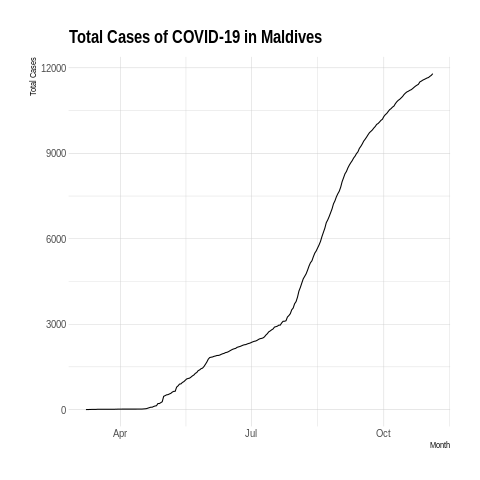 Total Cases of COVID-19 in Maldives
Total Cases
12000
9000
6000
3000
0
Apr Jul Oct
Month